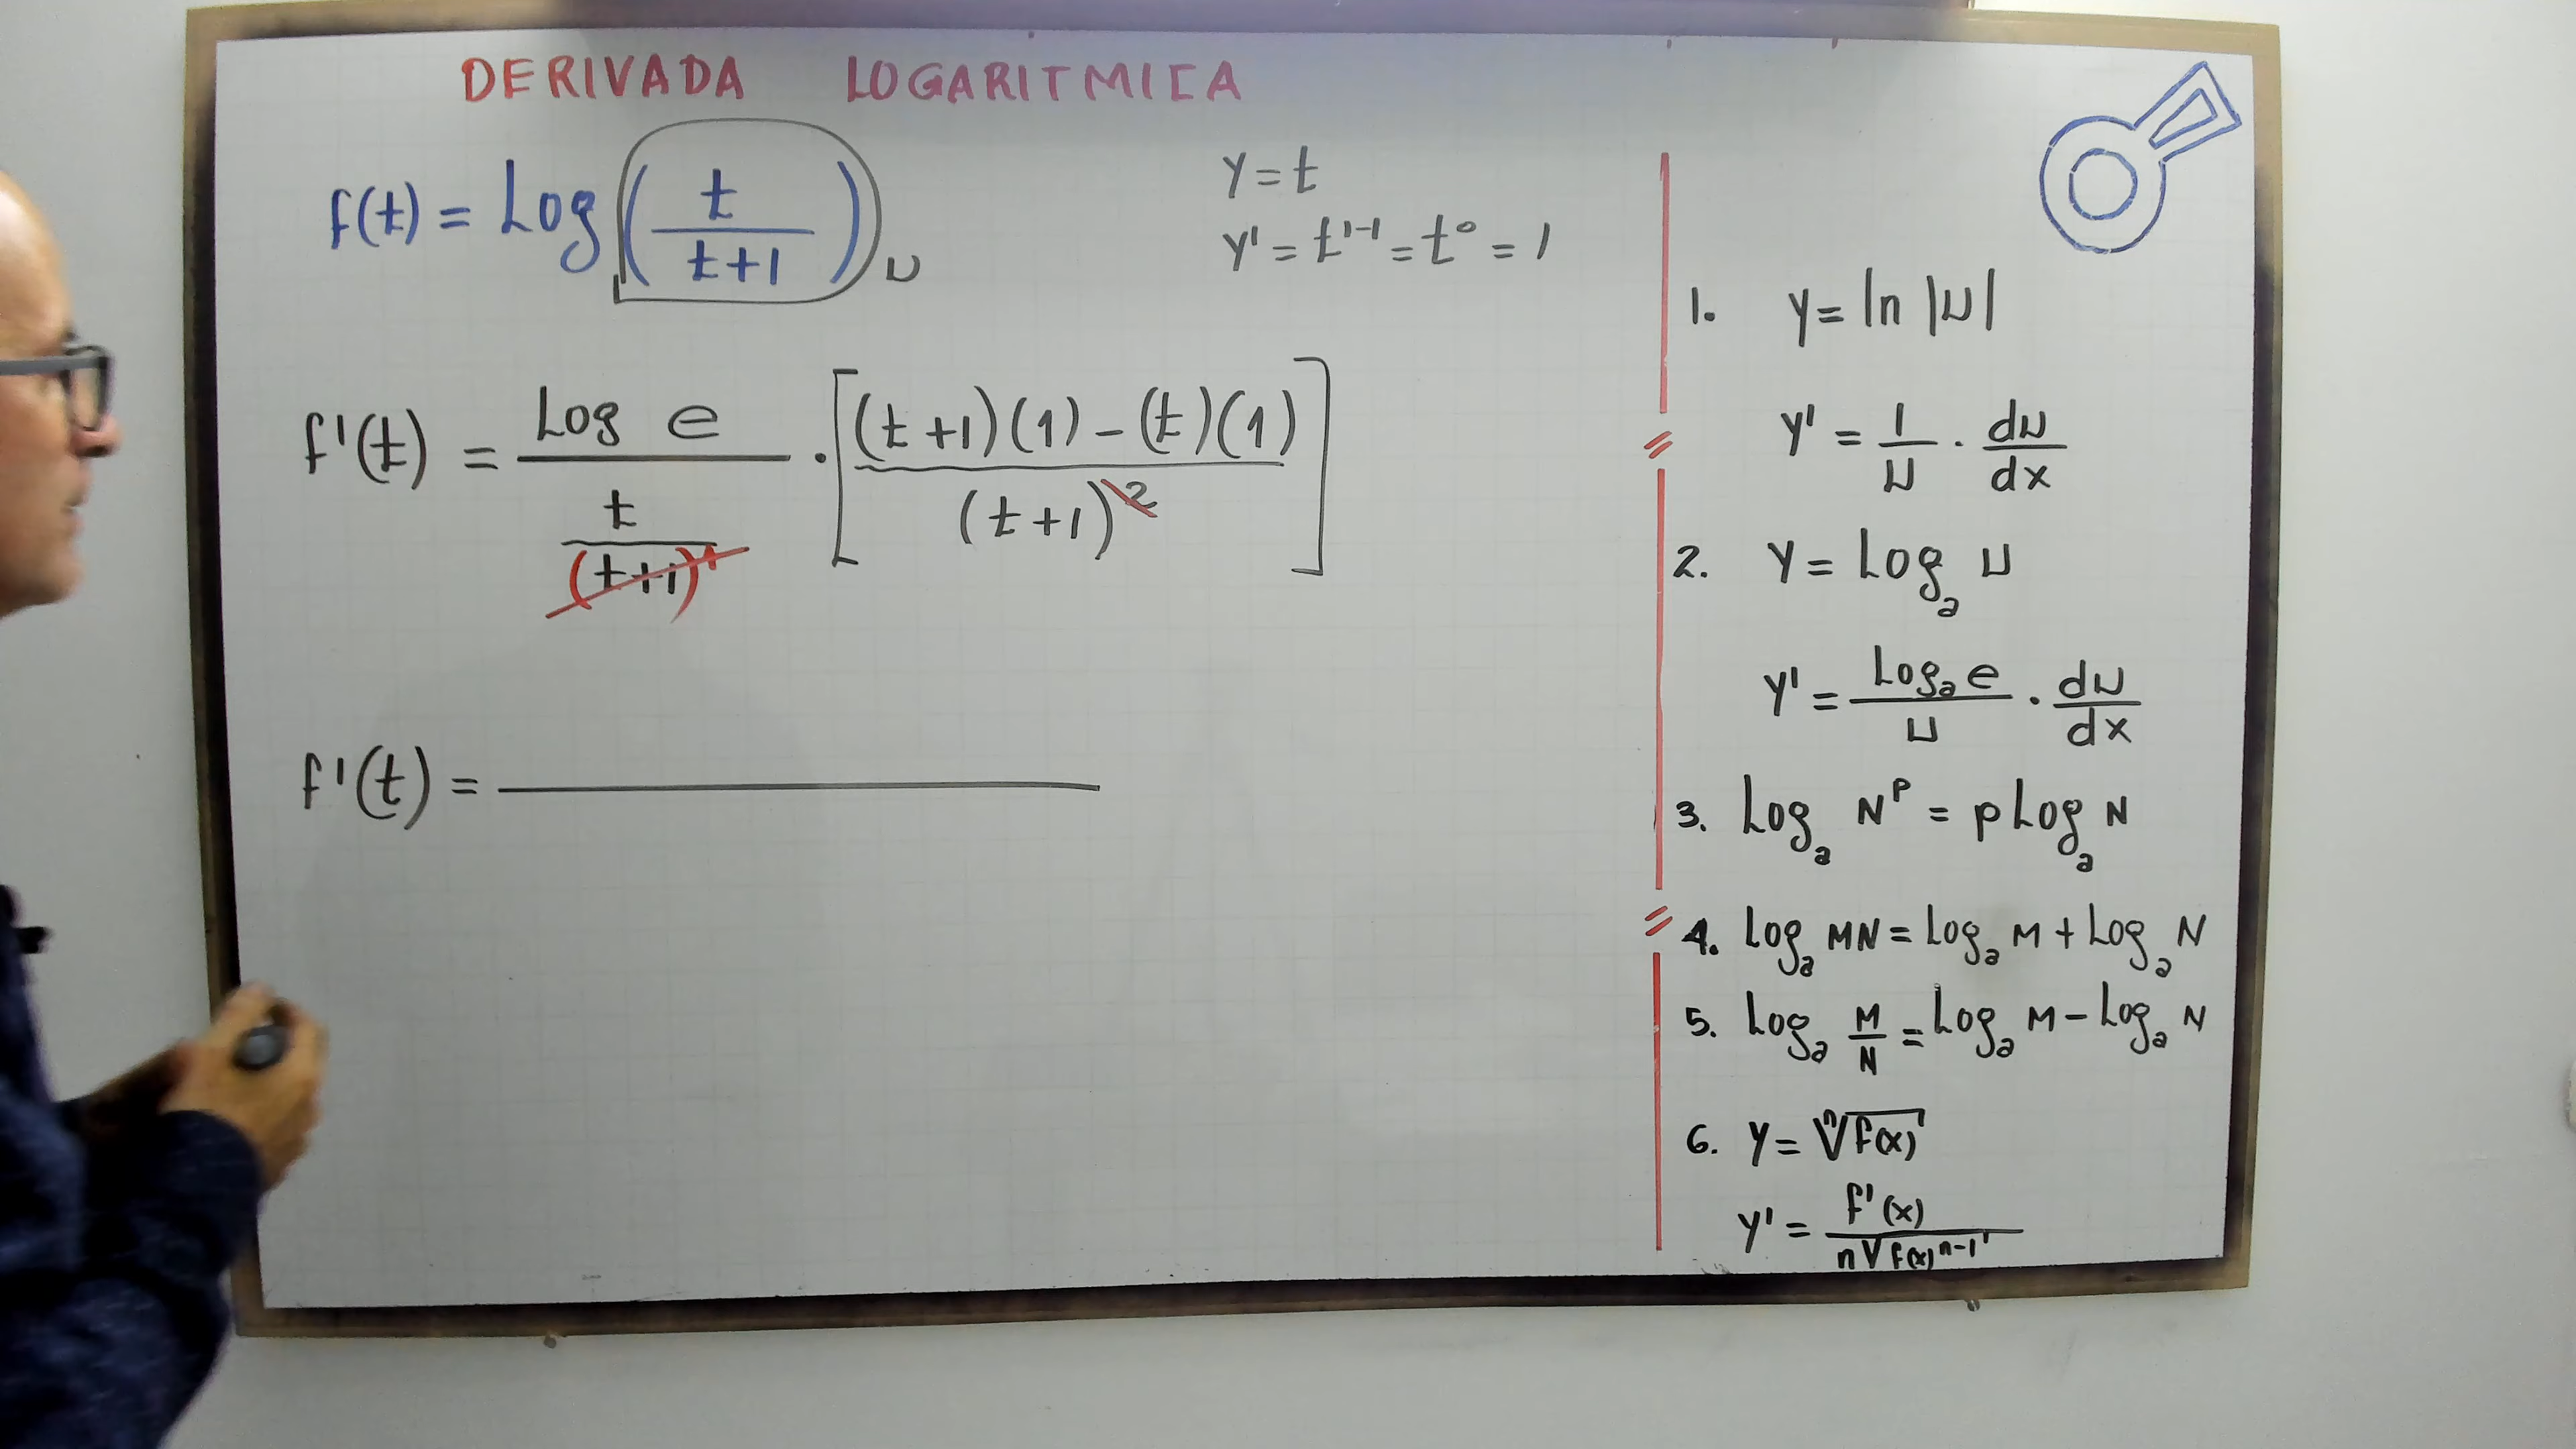 DERIVADA LOGARITMICA
f(t) = Log (t/(t+1)) u
y = t
y' = t^(1-1) = t^0 = 1
f'(t) = Log e / (t/(t+1)^1) · [((t+1)(1) - (t)(1))/(t+1)^2]
f'(t) =
1. y = ln |u|
y' = 1/u · du/dx
2. y = Log_a u
y' = Log_a e/u · du/dx
3. Log_a N^p = p Log_a N
4. Log_a MN = Log_a M + Log_a N
5. Log_a M/N = Log_a M - Log_a N
6. y = ⁿ√f(x)
y' = f'(x)/(n√f(x)^(n-1))